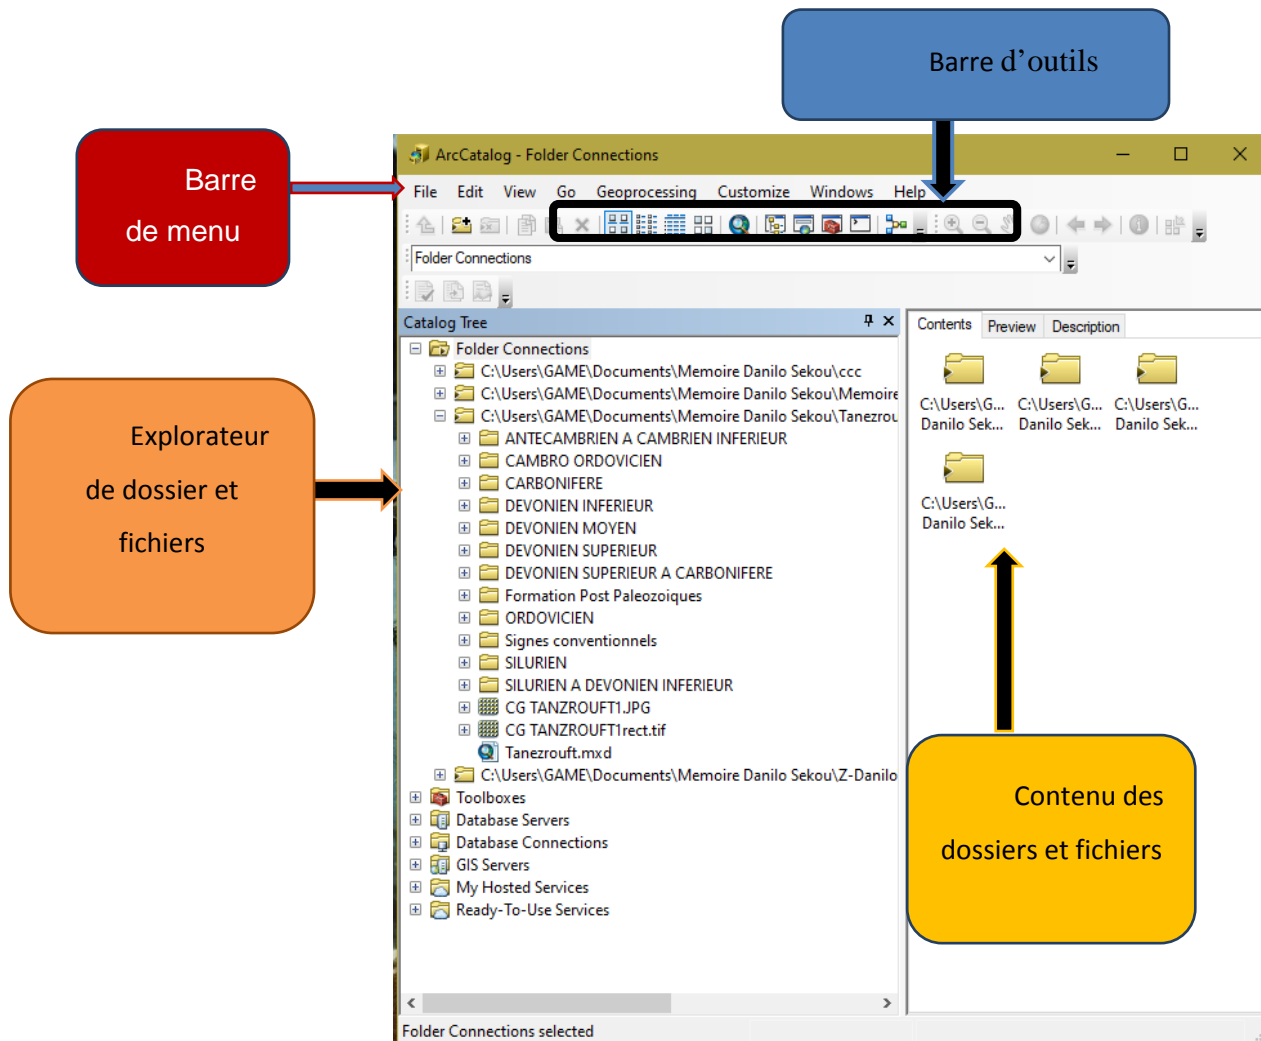 Barre d’outils
Barre
de menu
ArcCatalog - Folder Connections
File Edit View Go Geoprocessing Customize Windows Help
Folder Connections
Catalog Tree
Folder Connections
C:\Users\GAME\Documents\Memoire Danilo Sekou\ccc
C:\Users\GAME\Documents\Memoire Danilo Sekou\Memoire
C:\Users\GAME\Documents\Memoire Danilo Sekou\Tanezrou
ANTECAMBRIEN A CAMBRIEN INFERIEUR
CAMBRO ORDOVICIEN
CARBONIFERE
DEVONIEN INFERIEUR
DEVONIEN MOYEN
DEVONIEN SUPERIEUR
DEVONIEN SUPERIEUR A CARBONIFERE
Formation Post Paleozoiques
ORDOVICIEN
Signes conventionnels
SILURIEN
SILURIEN A DEVONIEN INFERIEUR
CG TANZROUFT1.JPG
CG TANZROUFT1rect.tif
Tanezrouft.mxd
C:\Users\GAME\Documents\Memoire Danilo Sekou\Z-Danilo
Toolboxes
Database Servers
Database Connections
GIS Servers
My Hosted Services
Ready-To-Use Services
Contents Preview Description
C:\Users\G... C:\Users\G... C:\Users\G...
Danilo Sek... Danilo Sek... Danilo Sek...
C:\Users\G...
Danilo Sek...
Explorateur
de dossier et
fichiers
Contenu des
dossiers et fichiers
Folder Connections selected